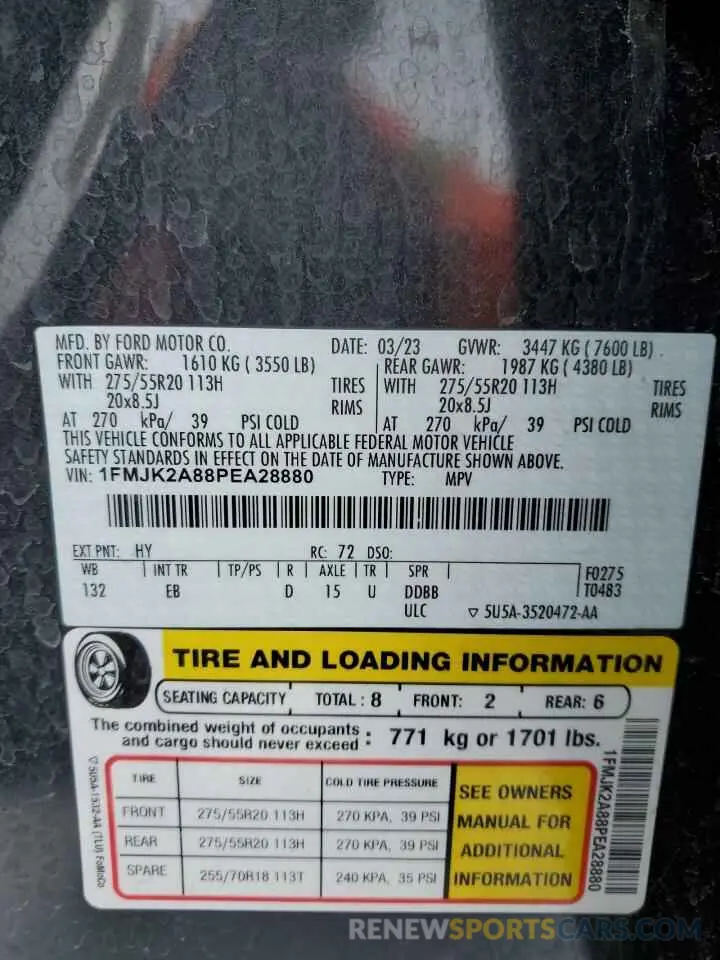 MFD. BY FORD MOTOR CO. DATE: 03/23 GVWR: 3447 KG ( 7600 LB)
FRONT GAWR: 1610 KG ( 3550 LB) REAR GAWR: 1987 KG ( 4380 LB)
WITH 275/55R20 113H TIRES WITH 275/55R20 113H TIRES
20x8.5J RIMS 20x8.5J RIMS
AT 270 kPa/ 39 PSI COLD AT 270 kPa/ 39 PSI COLD
THIS VEHICLE CONFORMS TO ALL APPLICABLE FEDERAL MOTOR VEHICLE
SAFETY STANDARDS IN EFFECT ON THE DATE OF MANUFACTURE SHOWN ABOVE.
VIN: 1FMJK2A88PEA28880 TYPE: MPV
EXT PNT: HY RC: 72 DSO:
WB INT TR TP/PS R AXLE TR SPR F0275
132 EB D 15 U DDBB T0483
ULC 5U5A-3520472-AA
TIRE AND LOADING INFORMATION
SEATING CAPACITY TOTAL: 8 FRONT: 2 REAR: 6
The combined weight of occupants and cargo should never exceed : 771 kg or 1701 lbs.
TIRE SIZE COLD TIRE PRESSURE
FRONT 275/55R20 113H 270 KPA, 39 PSI
REAR 275/55R20 113H 270 KPA, 39 PSI
SPARE 255/70R18 113T 240 KPA, 35 PSI
SEE OWNERS
MANUAL FOR
ADDITIONAL
INFORMATION
5U5A-1532-AA (TLU) FoMoCo
1FMJK2A88PEA28880
RENEWSPORTSCARS.COM